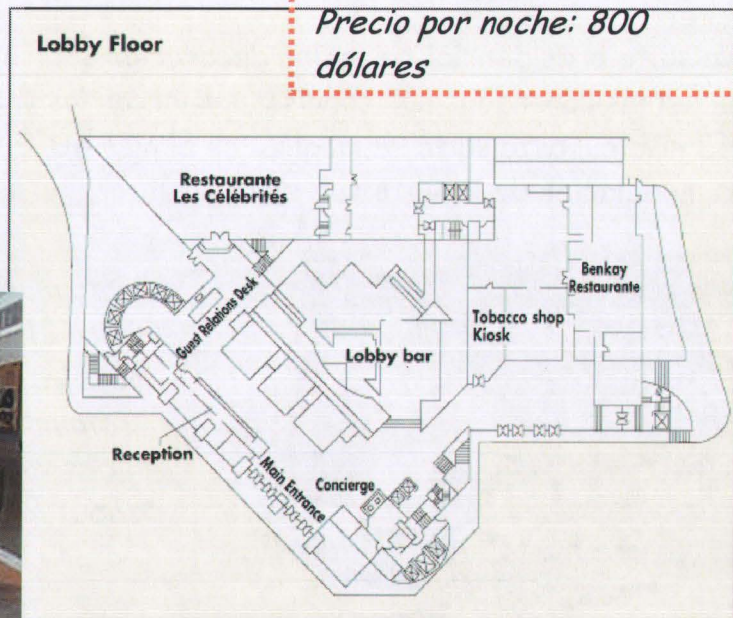 Precio por noche: 800
dólares
Lobby Floor
Restaurante
Les Célébrités
Guest Relations Desk
Lobby bar
Tobacco shop
Kiosk
Benkay
Restaurante
Reception
Main Entrance
Concierge